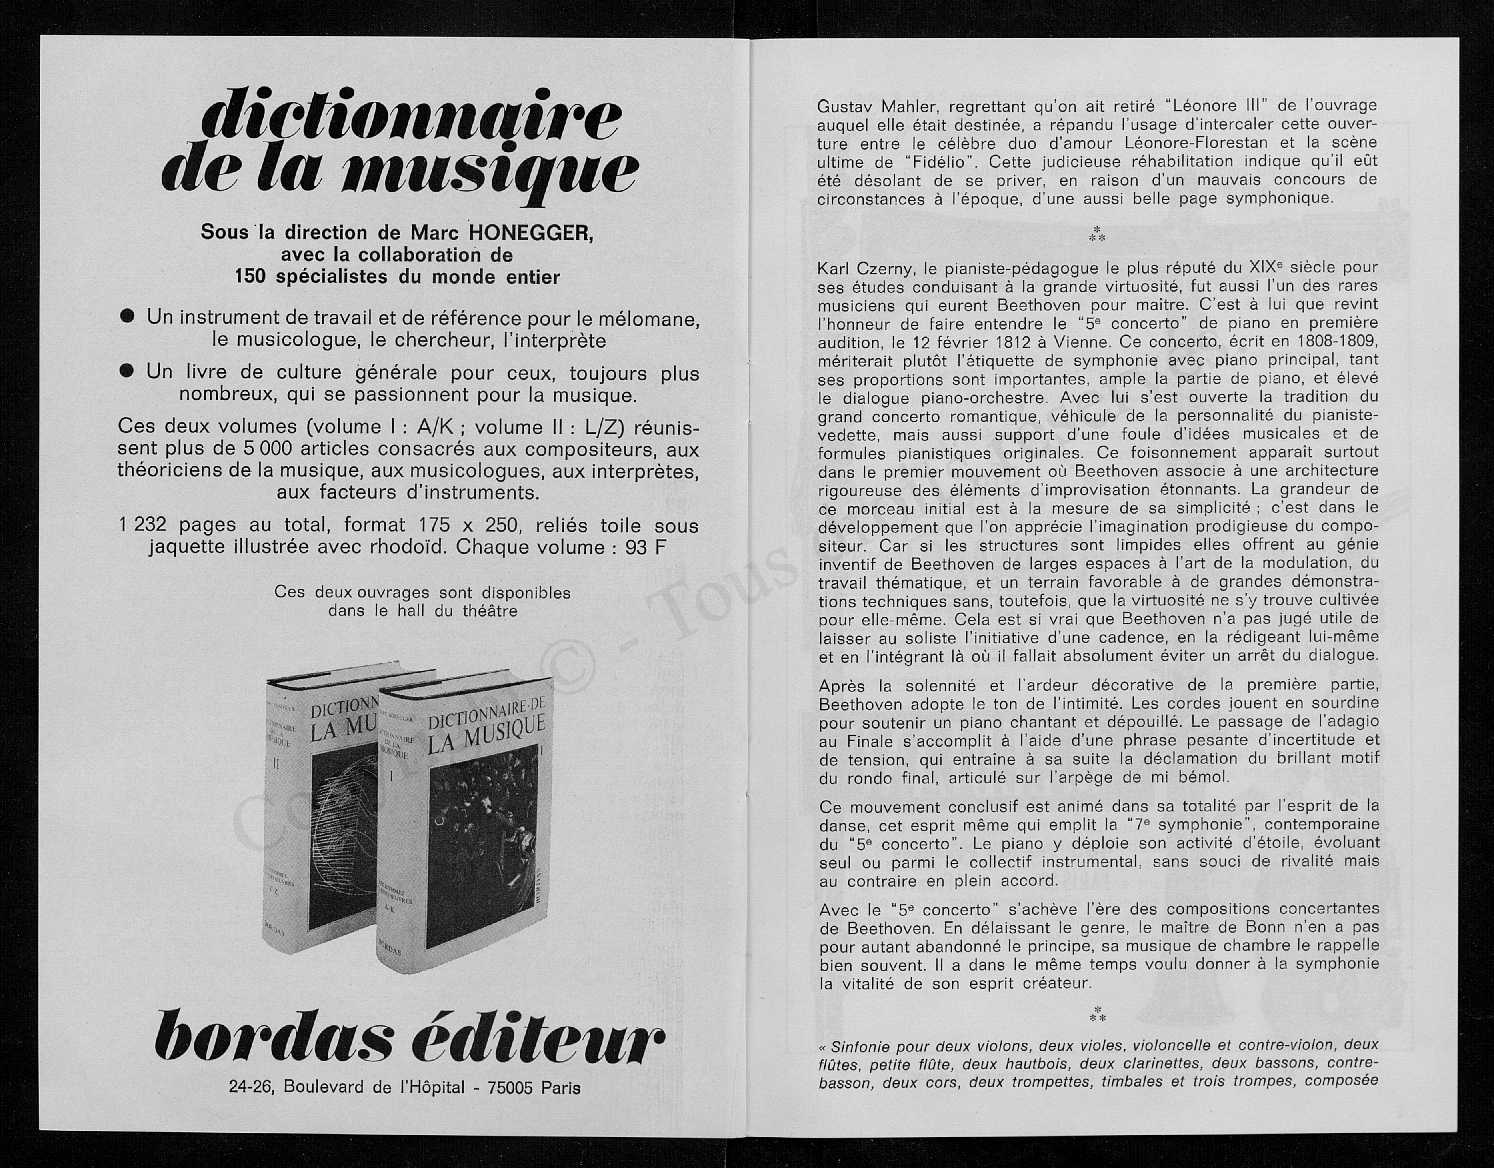 dictionnaire
de la musique
Sous la direction de Marc HONEGGER,
avec la collaboration de
150 spécialistes du monde entier
● Un instrument de travail et de référence pour le mélomane,
le musicologue, le chercheur, l'interprète
● Un livre de culture générale pour ceux, toujours plus
nombreux, qui se passionnent pour la musique.
Ces deux volumes (volume I : A/K ; volume II : L/Z) réunis-
sent plus de 5 000 articles consacrés aux compositeurs, aux
théoriciens de la musique, aux musicologues, aux interprètes,
aux facteurs d'instruments.
1 232 pages au total, format 175 x 250, reliés toile sous
jaquette illustrée avec rhodoïd. Chaque volume : 93 F
Ces deux ouvrages sont disponibles
dans le hall du théâtre
DICTIONN
LA MU
II
DICTIONNAIRE DE
LA MUSIQUE
I
DICTIONNAIRE
DE LA
MUSIQUE
I
A-K
BORDAS
bordas éditeur
24-26, Boulevard de l'Hôpital - 75005 Paris
Gustav Mahler, regrettant qu'on ait retiré “Léonore III” de l'ouvrage
auquel elle était destinée, a répandu l'usage d'intercaler cette ouver-
ture entre le célèbre duo d'amour Léonore-Florestan et la scène
ultime de “Fidélio”. Cette judicieuse réhabilitation indique qu'il eût
été désolant de se priver, en raison d'un mauvais concours de
circonstances à l'époque, d'une aussi belle page symphonique.
*
**
Karl Czerny, le pianiste-pédagogue le plus réputé du XIXe siècle pour
ses études conduisant à la grande virtuosité, fut aussi l'un des rares
musiciens qui eurent Beethoven pour maitre. C'est à lui que revint
l'honneur de faire entendre le “5e concerto” de piano en première
audition, le 12 février 1812 à Vienne. Ce concerto, écrit en 1808-1809,
mériterait plutôt l'étiquette de symphonie avec piano principal, tant
ses proportions sont importantes, ample la partie de piano, et élevé
le dialogue piano-orchestre. Avec lui s'est ouverte la tradition du
grand concerto romantique, véhicule de la personnalité du pianiste-
vedette, mais aussi support d'une foule d'idées musicales et de
formules pianistiques originales. Ce foisonnement apparait surtout
dans le premier mouvement où Beethoven associe à une architecture
rigoureuse des éléments d'improvisation étonnants. La grandeur de
ce morceau initial est à la mesure de sa simplicité ; c'est dans le
développement que l'on apprécie l'imagination prodigieuse du compo-
siteur. Car si les structures sont limpides elles offrent au génie
inventif de Beethoven de larges espaces à l'art de la modulation, du
travail thématique, et un terrain favorable à de grandes démonstra-
tions techniques sans, toutefois, que la virtuosité ne s'y trouve cultivée
pour elle-même. Cela est si vrai que Beethoven n'a pas jugé utile de
laisser au soliste l'initiative d'une cadence, en la rédigeant lui-même
et en l'intégrant là où il fallait absolument éviter un arrêt du dialogue.
Après la solennité et l'ardeur décorative de la première partie,
Beethoven adopte le ton de l'intimité. Les cordes jouent en sourdine
pour soutenir un piano chantant et dépouillé. Le passage de l'adagio
au Finale s'accomplit à l'aide d'une phrase pesante d'incertitude et
de tension, qui entraîne à sa suite la déclamation du brillant motif
du rondo final, articulé sur l'arpège de mi bémol.
Ce mouvement conclusif est animé dans sa totalité par l'esprit de la
danse, cet esprit même qui emplit la “7e symphonie”, contemporaine
du “5e concerto”. Le piano y déploie son activité d'étoile, évoluant
seul ou parmi le collectif instrumental, sans souci de rivalité mais
au contraire en plein accord.
Avec le “5e concerto” s'achève l'ère des compositions concertantes
de Beethoven. En délaissant le genre, le maître de Bonn n'en a pas
pour autant abandonné le principe, sa musique de chambre le rappelle
bien souvent. Il a dans le même temps voulu donner à la symphonie
la vitalité de son esprit créateur.
*
**
« Sinfonie pour deux violons, deux violes, violoncelle et contre-violon, deux
flûtes, petite flûte, deux hautbois, deux clarinettes, deux bassons, contre-
basson, deux cors, deux trompettes, timbales et trois trompes, composée